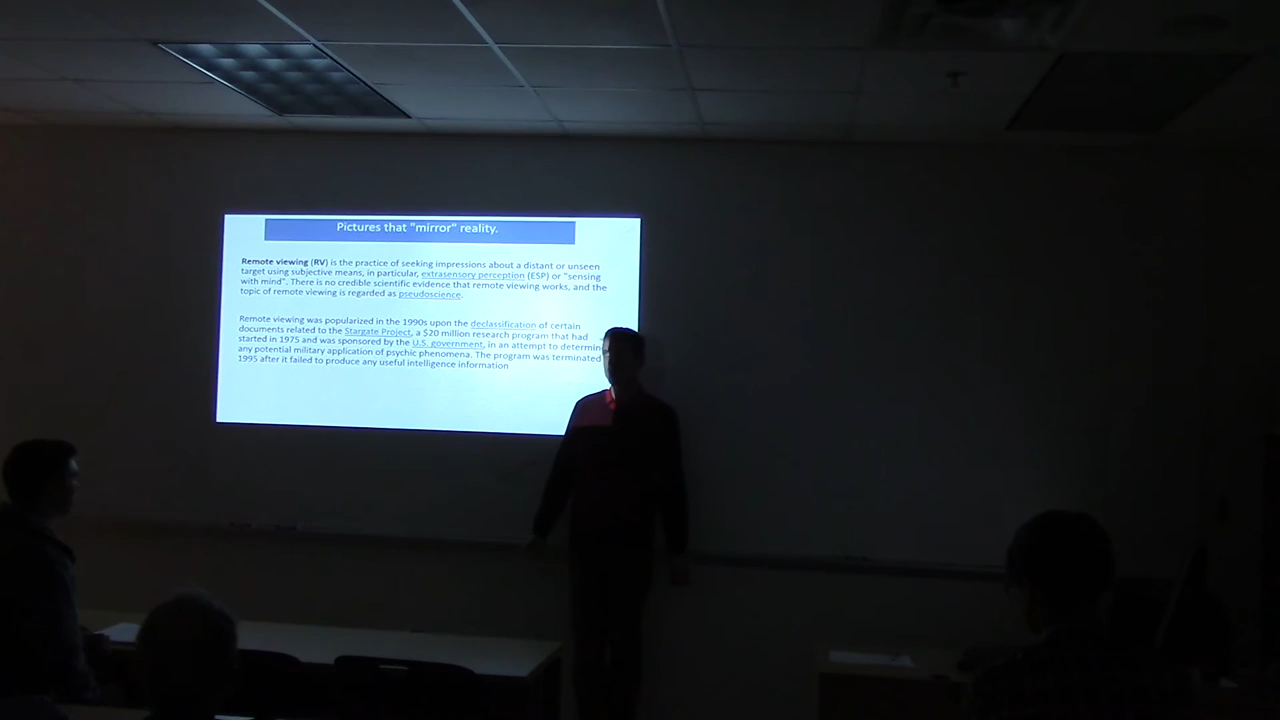 Pictures that "mirror" reality.
Remote viewing (RV) is the practice of seeking impressions about a distant or unseen
target using subjective means, in particular, extrasensory perception (ESP) or "sensing
with mind". There is no credible scientific evidence that remote viewing works, and the
topic of remote viewing is regarded as pseudoscience.
Remote viewing was popularized in the 1990s upon the declassification of certain
documents related to the Stargate Project, a $20 million research program that had
started in 1975 and was sponsored by the U.S. government, in an attempt to
any potential military application of psychic phenomena. The program was terminated
1995 after it failed to produce any useful intelligence information